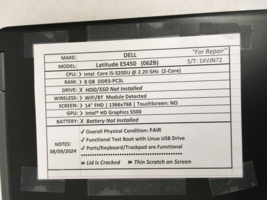 MAKE: DELL "For Repair"
MODEL: Latitude E5450 (062B) S/T: 1XVJN72
CPU: » Intel Core i5-5200U @ 2.20 GHz (2-Core)
RAM: » 8 GB DDR3-PC3L
DRIVE: X HDD/SSD Not Installed
WIRELESS: » WIFI/BT Module Detected
SCREEN: » 14" FHD | 1366x768 | TouchScreen: NO
GPU: » Intel® HD Graphics 5500
BATTERY: X Battery Not Installed
NOTES:
08/09/2024
• Overall Physical Condition: FAIR
• Functional Test Boot with Linux USB Drive
• Ports/Keyboard/Trackpad are Functional
» Lid is Cracked » Thin Scratch on Screen